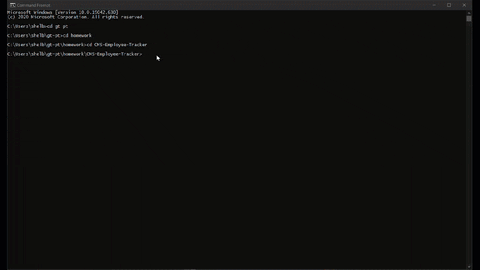 Command Prompt
Microsoft Windows [Version 10.0.19042.630]
(c) 2020 Microsoft Corporation. All rights reserved.
C:\Users\shelb>cd gt-pt
C:\Users\shelb\gt-pt>cd homework
C:\Users\shelb\gt-pt\homework>cd CMS-Employee-Tracker
C:\Users\shelb\gt-pt\homework\CMS-Employee-Tracker>